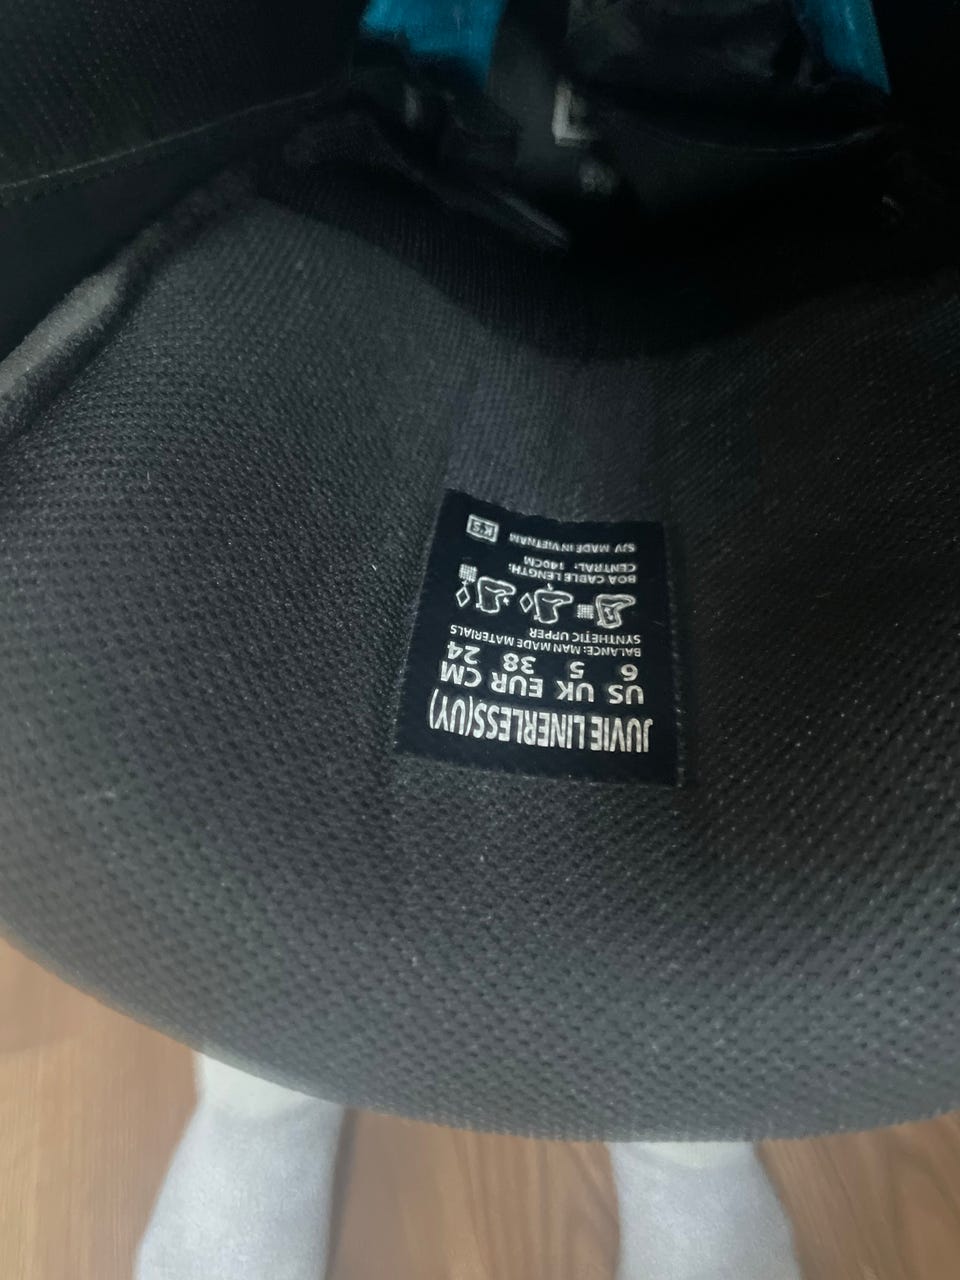 JUVIE LINERLESS(UY)
US UK EUR CM
6 5 38 24
BALANCE: MAN MADE MATERIALS
SYNTHETIC UPPER
BOA CABLE LENGTH:
CENTRAL: 140CM
SJV MADE IN VIETNAM
K'S